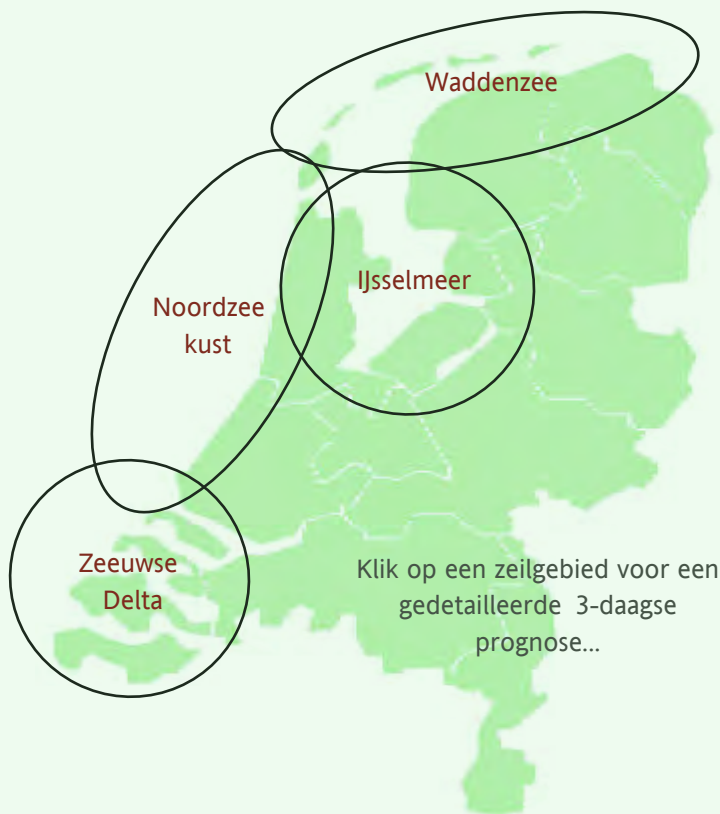 Waddenzee
IJsselmeer
Noordzee
kust
Zeeuwse
Delta
Klik op een zeilgebied voor een
gedetailleerde 3-daagse
prognose...